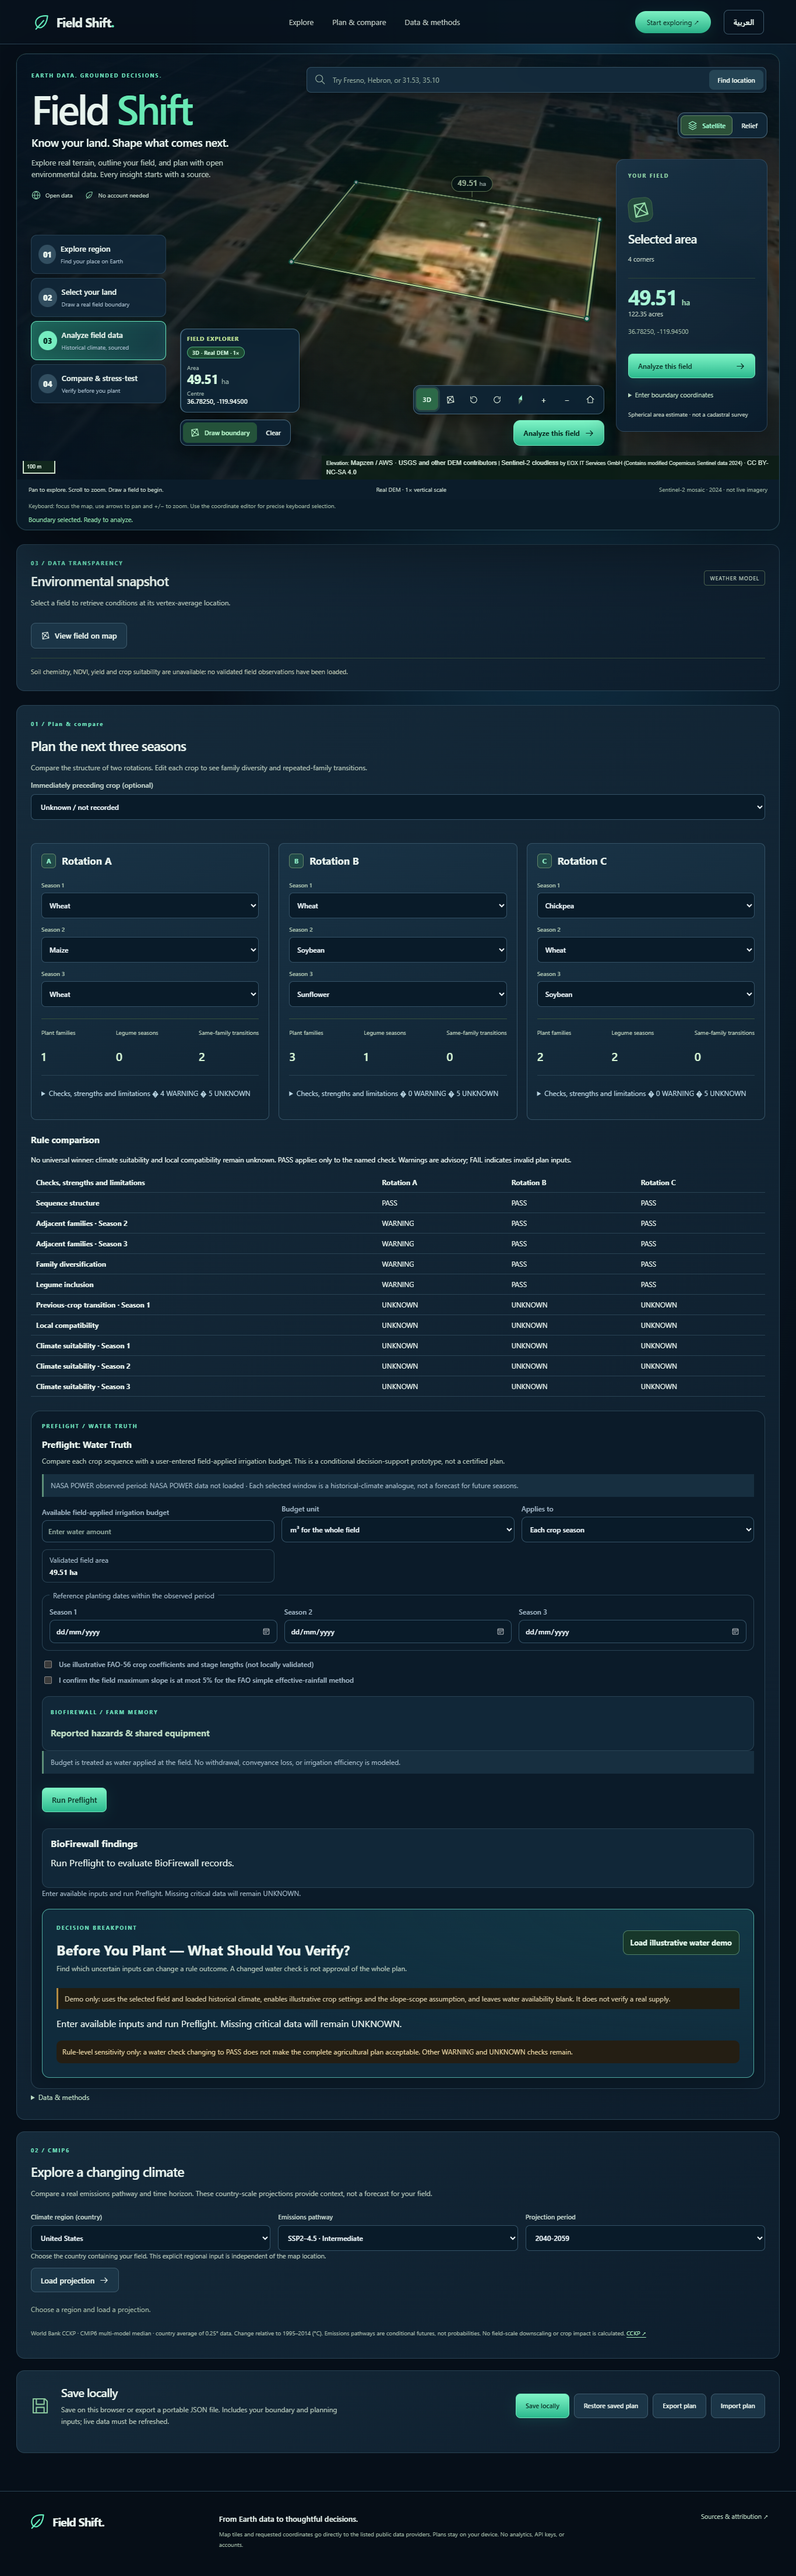 Field Shift.
Explore
Plan & compare
Data & methods
Start exploring ↗
العربية
EARTH DATA. GROUNDED DECISIONS.
Field Shift
Know your land. Shape what comes next.
Explore real terrain, outline your field, and plan with open
environmental data. Every insight starts with a source.
Open data
No account needed
Try Fresno, Hebron, or 31.53, 35.10
Find location
Satellite
Relief
01
Explore region
Find your place on Earth
02
Select your land
Draw a real field boundary
03
Analyze field data
Historical climate, sourced
04
Compare & stress-test
Verify before you plant
49.51 ha
FIELD EXPLORER
3D · Real DEM · 1×
Area
49.51 ha
Centre
36.78250, -119.94500
Draw boundary
Clear
3D
+
−
Analyze this field →
YOUR FIELD
Selected area
4 corners
49.51 ha
122.35 acres
36.78250, -119.94500
Analyze this field →
▶ Enter boundary coordinates
Spherical area estimate · not a cadastral survey
100 m
Elevation: Mapzen / AWS · USGS and other DEM contributors | Sentinel-2 cloudless by EOX IT Services GmbH (Contains modified Copernicus Sentinel data 2024) · CC BY-
NC-SA 4.0
Pan to explore. Scroll to zoom. Draw a field to begin.
Real DEM · 1× vertical scale
Sentinel-2 mosaic · 2024 · not live imagery
Keyboard: focus the map, use arrows to pan and +/− to zoom. Use the coordinate editor for precise keyboard selection.
Boundary selected. Ready to analyze.
03 / DATA TRANSPARENCY
Environmental snapshot
WEATHER MODEL
Select a field to retrieve conditions at its vertex-average location.
View field on map
Soil chemistry, NDVI, yield and crop suitability are unavailable: no validated field observations have been loaded.
01 / Plan & compare
Plan the next three seasons
Compare the structure of two rotations. Edit each crop to see family diversity and repeated-family transitions.
Immediately preceding crop (optional)
Unknown / not recorded
A Rotation A
Season 1
Wheat
Season 2
Maize
Season 3
Wheat
Plant families
Legume seasons
Same-family transitions
1
0
2
▶ Checks, strengths and limitations � 4 WARNING � 5 UNKNOWN
B Rotation B
Season 1
Wheat
Season 2
Soybean
Season 3
Sunflower
Plant families
Legume seasons
Same-family transitions
3
1
0
▶ Checks, strengths and limitations � 0 WARNING � 5 UNKNOWN
C Rotation C
Season 1
Chickpea
Season 2
Wheat
Season 3
Soybean
Plant families
Legume seasons
Same-family transitions
2
2
0
▶ Checks, strengths and limitations � 0 WARNING � 5 UNKNOWN
Rule comparison
No universal winner: climate suitability and local compatibility remain unknown. PASS applies only to the named check. Warnings are advisory; FAIL indicates invalid plan inputs.
Checks, strengths and limitations Rotation A Rotation B Rotation C
Sequence structure PASS PASS PASS
Adjacent families · Season 2 WARNING PASS PASS
Adjacent families · Season 3 WARNING PASS PASS
Family diversification WARNING PASS PASS
Legume inclusion WARNING PASS PASS
Previous-crop transition · Season 1 UNKNOWN UNKNOWN UNKNOWN
Local compatibility UNKNOWN UNKNOWN UNKNOWN
Climate suitability · Season 1 UNKNOWN UNKNOWN UNKNOWN
Climate suitability · Season 2 UNKNOWN UNKNOWN UNKNOWN
Climate suitability · Season 3 UNKNOWN UNKNOWN UNKNOWN
PREFLIGHT / WATER TRUTH
Preflight: Water Truth
Compare each crop sequence with a user-entered field-applied irrigation budget. This is a conditional decision-support prototype, not a certified plan.
NASA POWER observed period: NASA POWER data not loaded · Each selected window is a historical-climate analogue, not a forecast for future seasons.
Available field-applied irrigation budget
Enter water amount
Budget unit
m³ for the whole field
Applies to
Each crop season
Validated field area
49.51 ha
Reference planting dates within the observed period
Season 1
dd/mm/yyyy
Season 2
dd/mm/yyyy
Season 3
dd/mm/yyyy
Use illustrative FAO-56 crop coefficients and stage lengths (not locally validated)
I confirm the field maximum slope is at most 5% for the FAO simple effective-rainfall method
BIOFIREWALL / FARM MEMORY
Reported hazards & shared equipment
Budget is treated as water applied at the field. No withdrawal, conveyance loss, or irrigation efficiency is modeled.
Run Preflight
BioFirewall findings
Run Preflight to evaluate BioFirewall records.
Enter available inputs and run Preflight. Missing critical data will remain UNKNOWN.
DECISION BREAKPOINT
Before You Plant — What Should You Verify?
Load illustrative water demo
Find which uncertain inputs can change a rule outcome. A changed water check is not approval of the whole plan.
Demo only: uses the selected field and loaded historical climate, enables illustrative crop settings and the slope-scope assumption, and leaves water availability blank. It does not verify a real supply.
Enter available inputs and run Preflight. Missing critical data will remain UNKNOWN.
Rule-level sensitivity only: a water check changing to PASS does not make the complete agricultural plan acceptable. Other WARNING and UNKNOWN checks remain.
▶ Data & methods
02 / CMIP6
Explore a changing climate
Compare a real emissions pathway and time horizon. These country-scale projections provide context, not a forecast for your field.
Climate region (country)
United States
Emissions pathway
SSP2–4.5 · Intermediate
Projection period
2040-2059
Choose the country containing your field. This explicit regional input is independent of the map location.
Load projection →
Choose a region and load a projection.
World Bank CCKP · CMIP6 multi-model median · country average of 0.25° data. Change relative to 1995–2014 (°C). Emissions pathways are conditional futures, not probabilities. No field-scale downscaling or crop impact is calculated. CCKP ↗
Save locally
Save on this browser or export a portable JSON file. Includes your boundary and planning
inputs; live data must be refreshed.
Save locally
Restore saved plan
Export plan
Import plan
Field Shift.
From Earth data to thoughtful decisions.
Map tiles and requested coordinates go directly to the listed public data providers. Plans stay on your device. No analytics, API keys, or
accounts.
Sources & attribution ↗